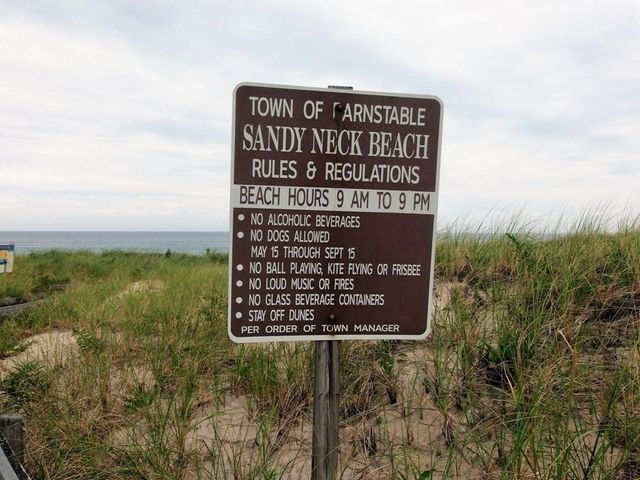 TOWN OF BARNSTABLE
SANDY NECK BEACH
RULES & REGULATIONS
BEACH HOURS 9 AM TO 9 PM
• NO ALCOHOLIC BEVERAGES
• NO DOGS ALLOWED
MAY 15 THROUGH SEPT 15
• NO BALL PLAYING, KITE FLYING OR FRISBEE
• NO LOUD MUSIC OR FIRES
• NO GLASS BEVERAGE CONTAINERS
• STAY OFF DUNES
PER ORDER OF TOWN MANAGER